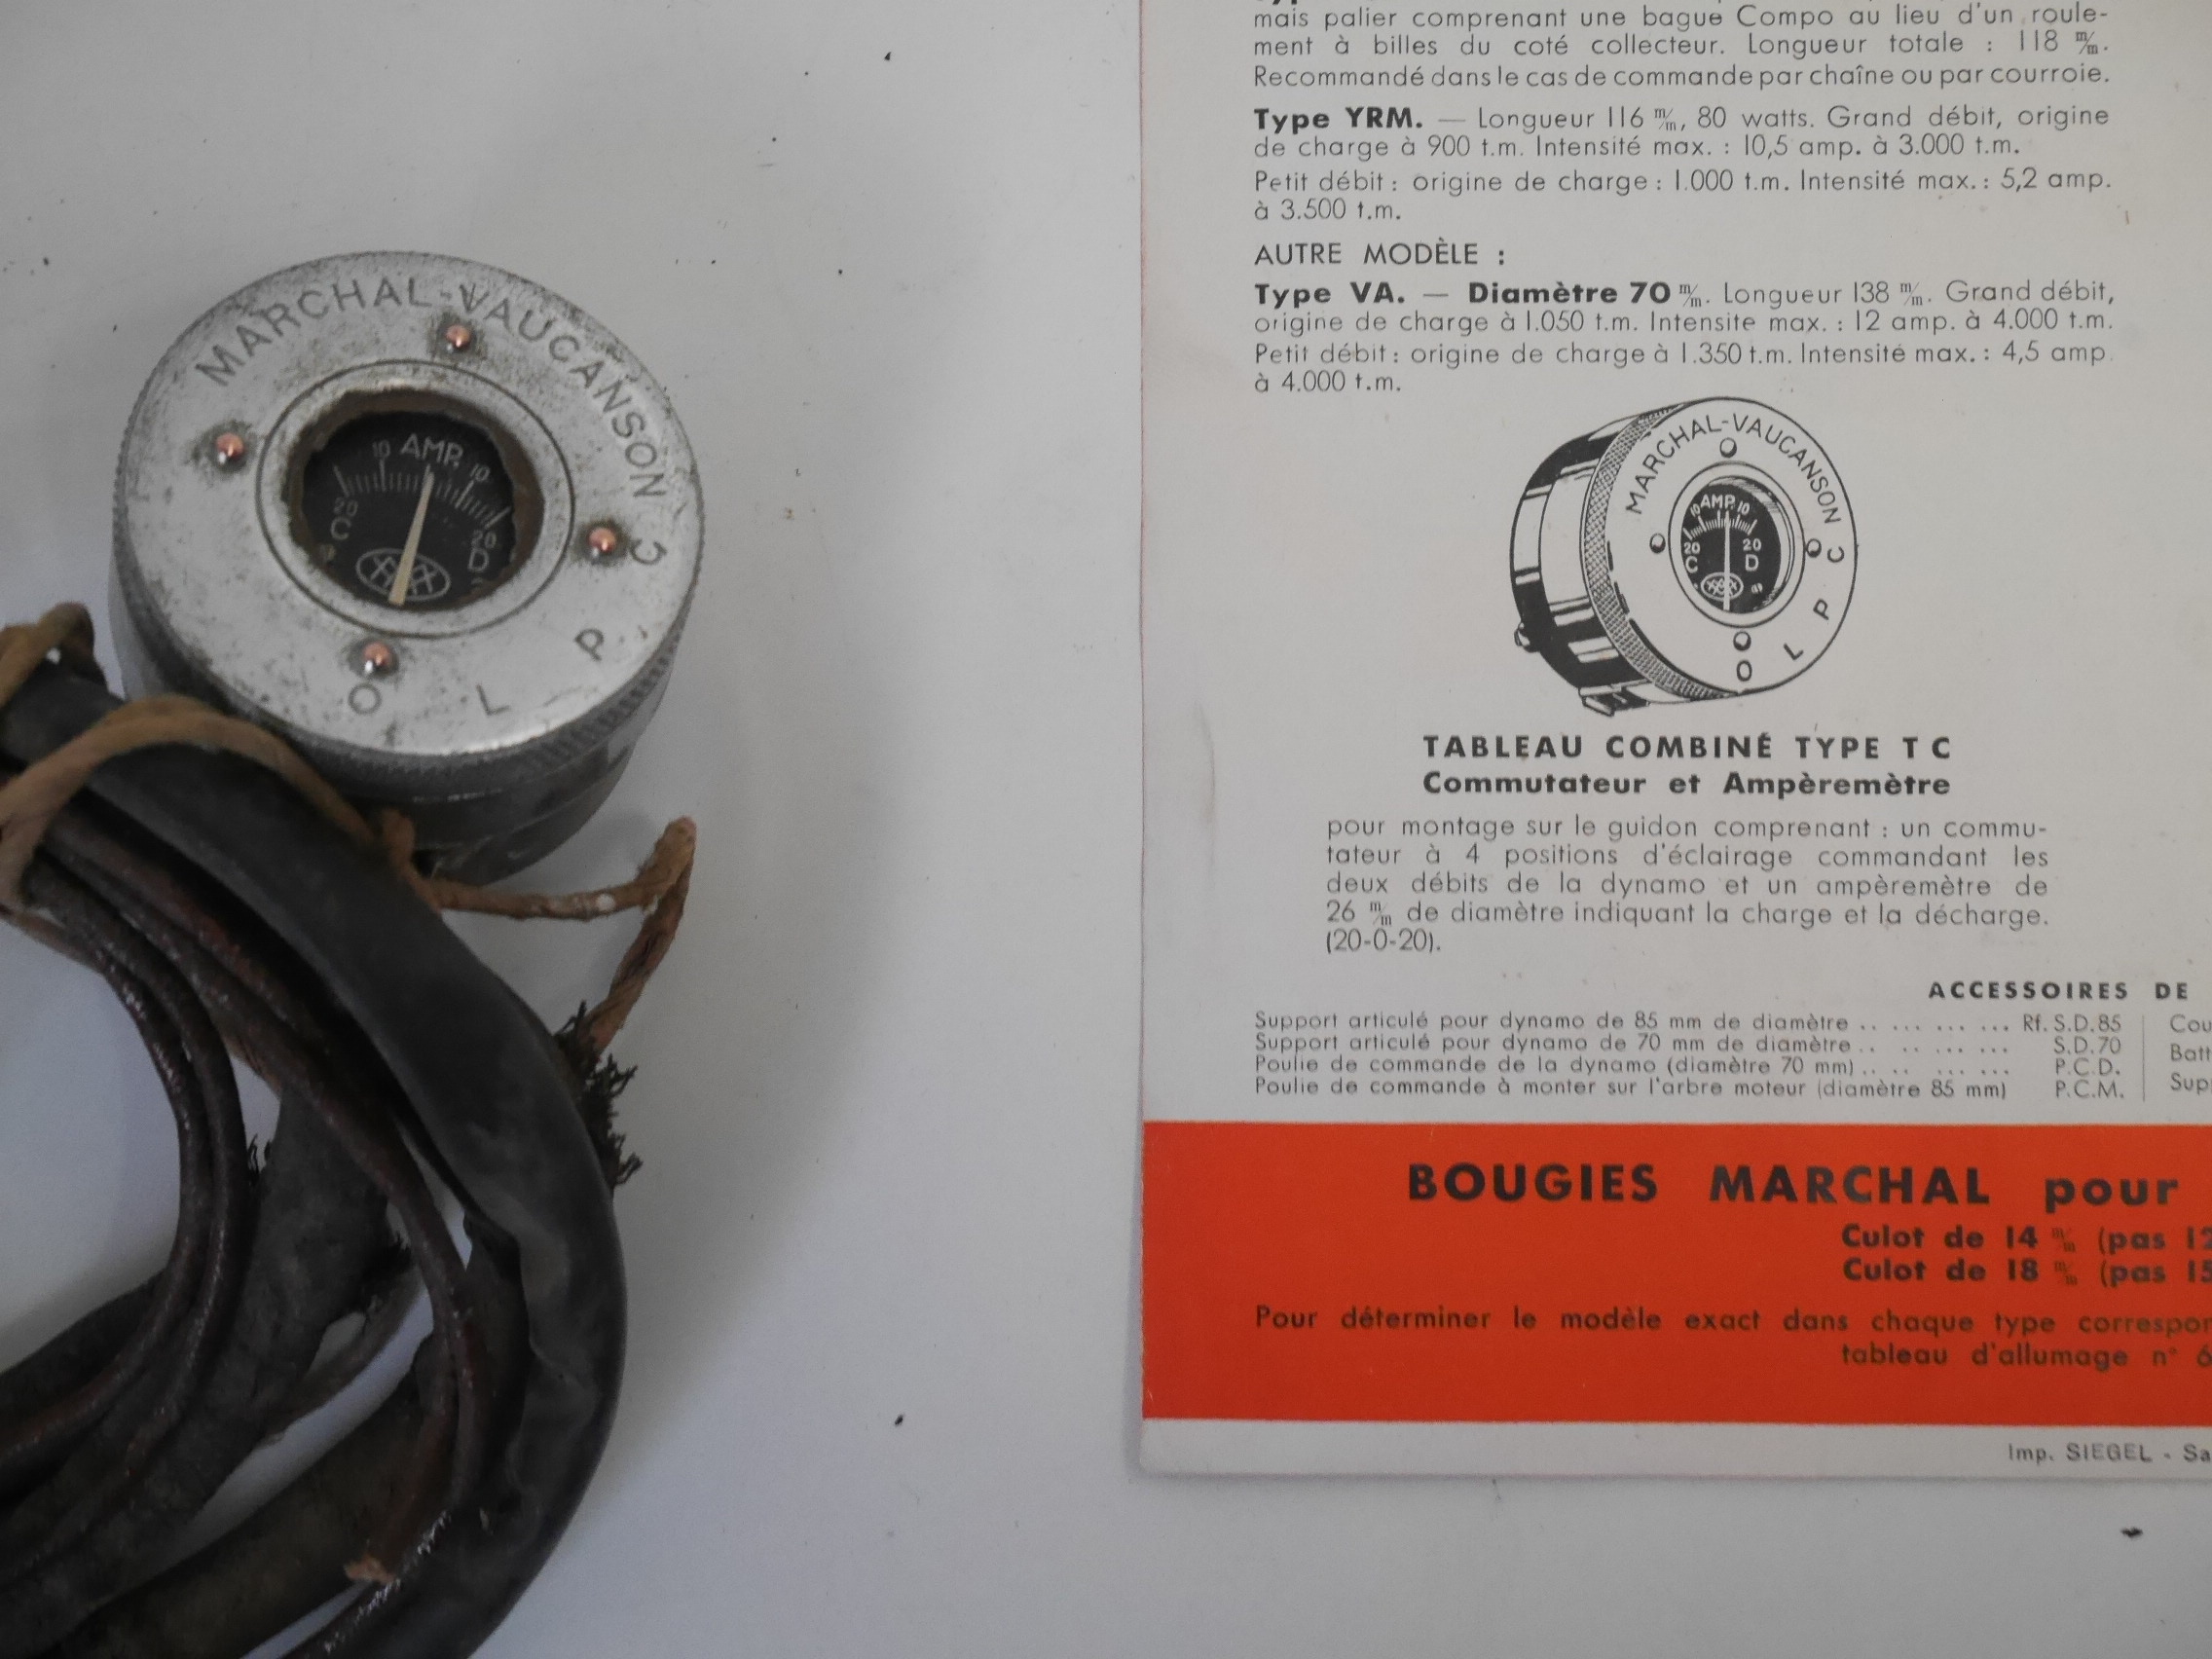 MARCHAL-VAUCANSON
C
P
L
O
10 AMP. 10
20 20
C D
mais palier comprenant une bague Compo au lieu d'un roule-
ment à billes du coté collecteur. Longueur totale : 118 m/m.
Recommandé dans le cas de commande par chaîne ou par courroie.
Type YRM. — Longueur 116 m/m, 80 watts. Grand débit, origine
de charge à 900 t.m. Intensité max. : 10,5 amp. à 3.000 t.m.
Petit débit : origine de charge : 1.000 t.m. Intensité max. : 5,2 amp.
à 3.500 t.m.
AUTRE MODÈLE :
Type VA. — Diamètre 70 m/m. Longueur 138 m/m. Grand débit,
origine de charge à 1.050 t.m. Intensite max. : 12 amp. à 4.000 t.m.
Petit débit : origine de charge à 1.350 t.m. Intensité max. : 4,5 amp.
à 4.000 t.m.
MARCHAL-VAUCANSON
C
P
L
O
10 AMP. 10
20 20
C D
TABLEAU COMBINÉ TYPE T C
Commutateur et Ampèremètre
pour montage sur le guidon comprenant : un commu-
tateur à 4 positions d'éclairage commandant les
deux débits de la dynamo et un ampèremètre de
26 m/m de diamètre indiquant la charge et la décharge.
(20-0-20).
ACCESSOIRES DE
Support articulé pour dynamo de 85 mm de diamètre .. ... ... ... Rf. S.D.85
Support articulé pour dynamo de 70 mm de diamètre .. .. ... ... S.D.70
Poulie de commande de la dynamo (diamètre 70 mm) .. .. ... ... P.C.D.
Poulie de commande à monter sur l'arbre moteur (diamètre 85 mm) P.C.M.
Cou
Batt
Sup
BOUGIES MARCHAL pour
Culot de 14 m/m (pas 12
Culot de 18 m/m (pas 15
Pour déterminer le modèle exact dans chaque type correspon
tableau d'allumage n° 6
Imp. SIEGEL - Sa